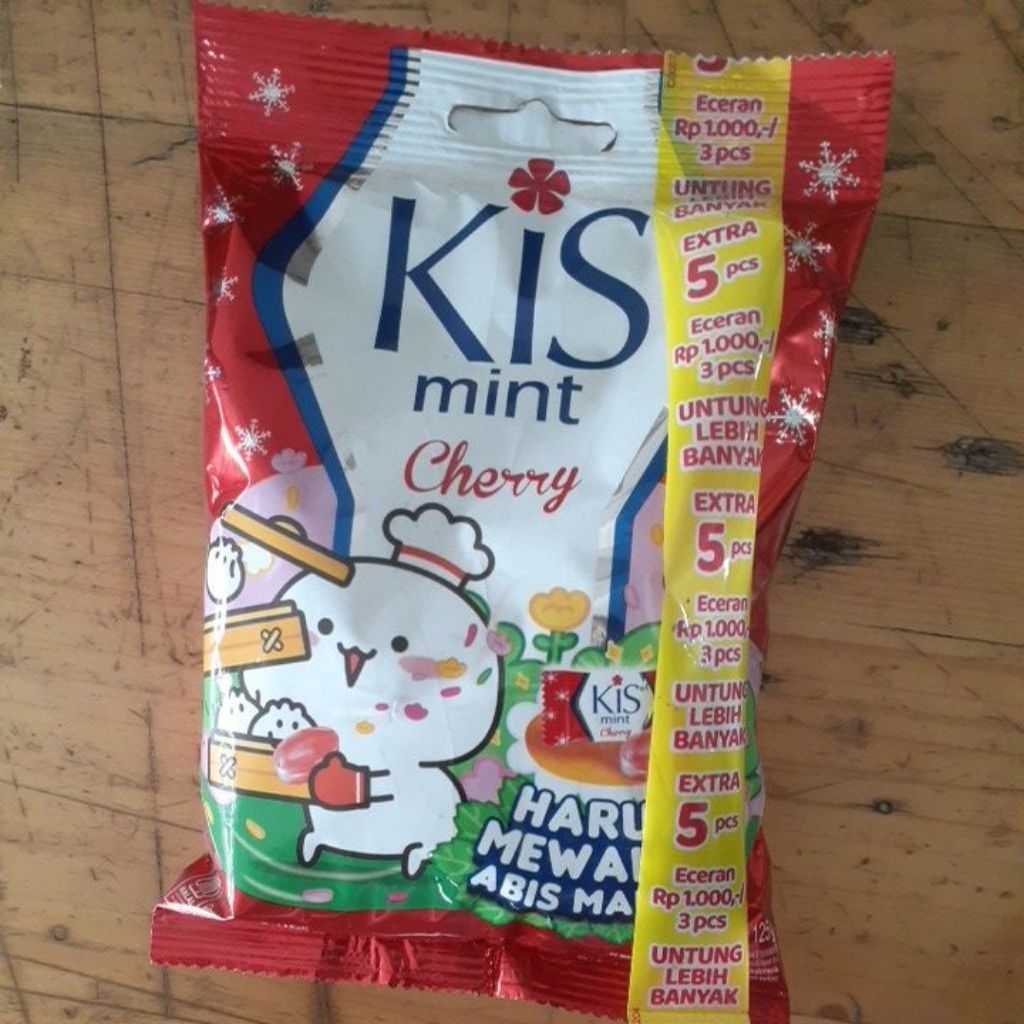 KiS
mint
Cherry
KiS
mint
Cherry
HARU
MEWA
ABIS MA
Eceran
Rp 1.000,-/
3 pcs
UNTUNG
BANYAK
EXTRA
5 pcs
Eceran
Rp 1.000,-/
3 pcs
UNTUNG
LEBIH
BANYAK
EXTRA
5 pcs
Eceran
Rp 1.000,-
3 pcs
UNTUNG
LEBIH
BANYAK
EXTRA
5 pcs
Eceran
Rp 1.000,-/
3 pcs
UNTUNG
LEBIH
BANYAK